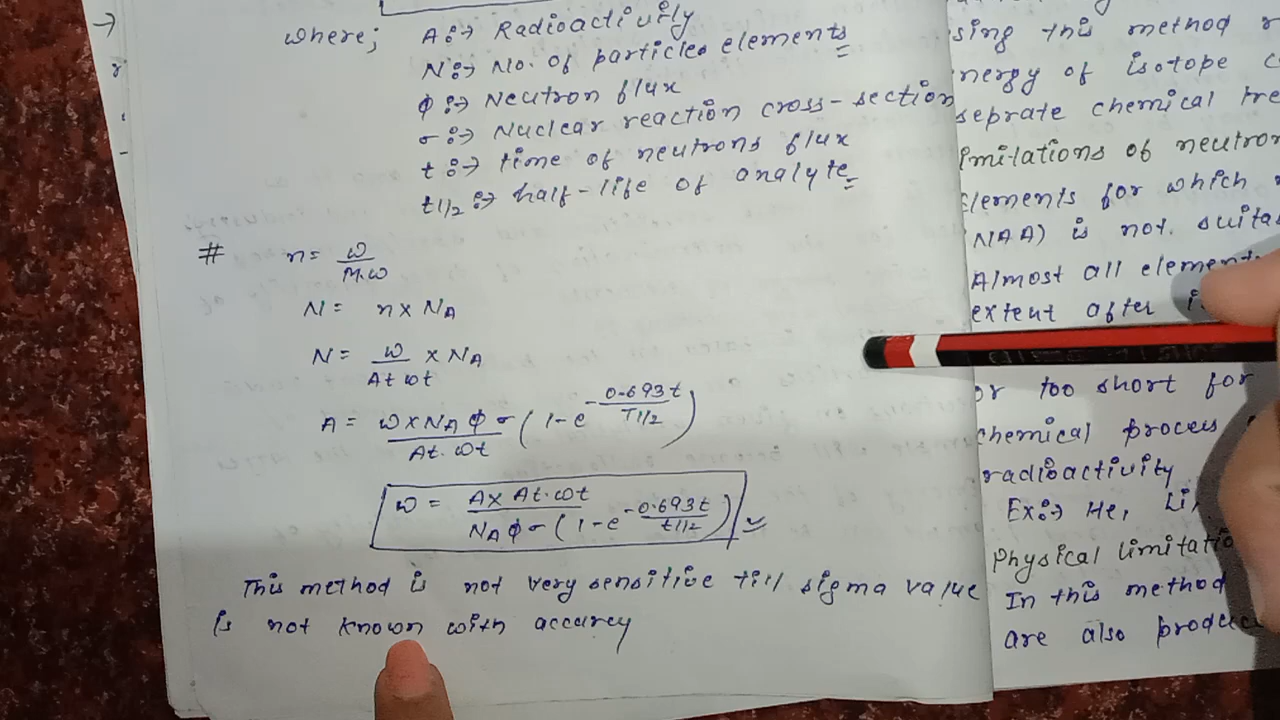 where; A:→ Radioactivity
N:→ No. of particles elements
ϕ:→ Neutron flux
σ:→ Nuclear reaction cross-section
t:→ time of neutrons flux
t1/2:→ half-life of analyte
# n = ω/M.ω
N = n x NA
N = ω/At ωt x NA
A = ω x NA ϕ σ/At. ωt (1-e^-0.693t/T1/2)
ω = A x At. ωt/NA ϕ σ (1-e^-0.693t/t1/2)
This method is not very sensitive till sigma value
is not known with accurcy
sing this method
nergy of isotope
seprate chemical tre
imitations of neutron
Elements for which
NAA) is not suita
Almost all element
extent after
or too short for
chemical process
radioactivity
Ex:→ He, Li,
Physical limitatio
In this method
are also produc